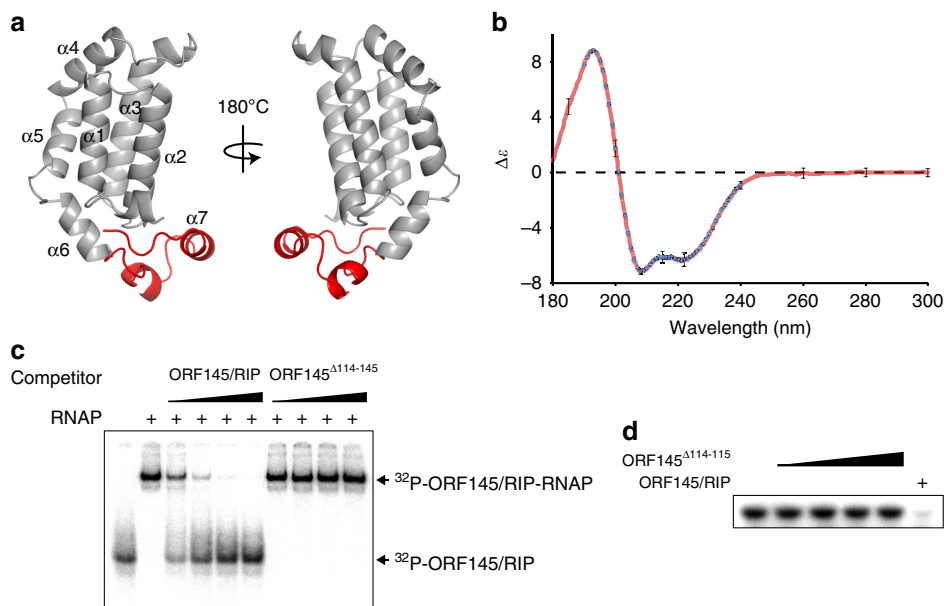 a
α4
α3
α5
α1
α2
α7
α6
180°C
b
8
4
0
−4
−8
Δε
180 200 220 240 260 280 300
Wavelength (nm)
c
Competitor
ORF145/RIP ORF145Δ114-145
RNAP + + + + + + + + +
32P-ORF145/RIP-RNAP
32P-ORF145/RIP
d
ORF145Δ114-115
ORF145/RIP +